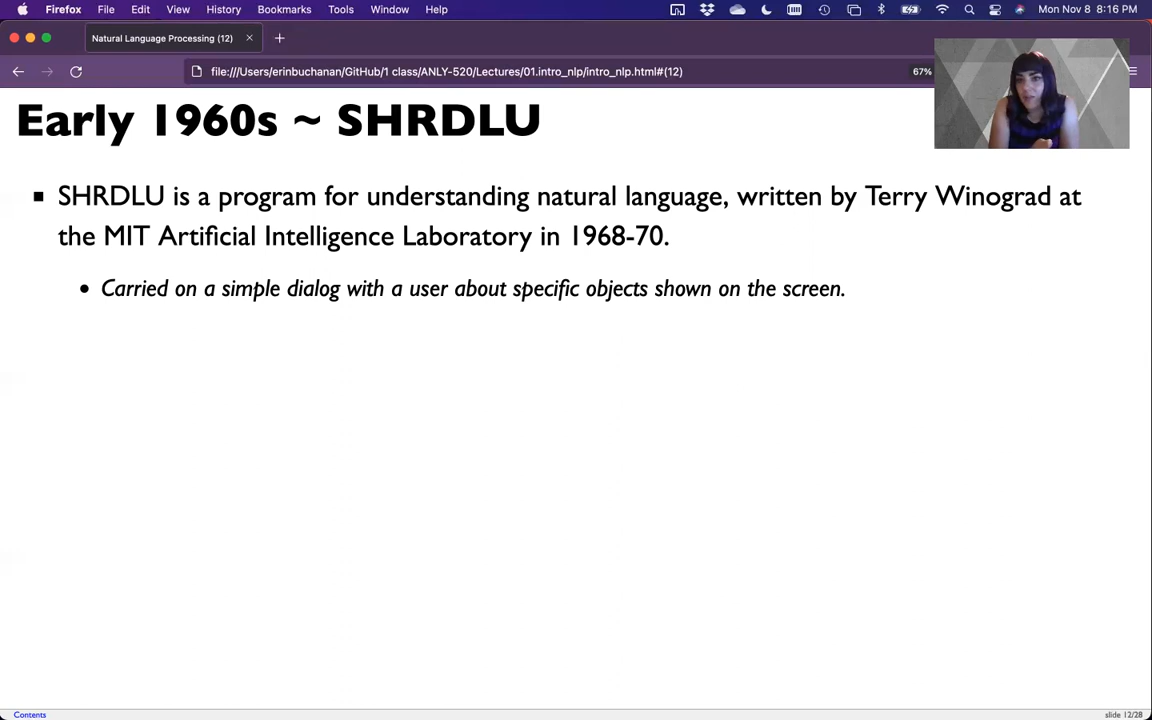 Firefox File Edit View History Bookmarks Tools Window Help Mon Nov 8 8:16 PM
Natural Language Processing (12)
file:///Users/erinbuchanan/GitHub/1 class/ANLY-520/Lectures/01.intro_nlp/intro_nlp.html#(12) 67%
Early 1960s ~ SHRDLU
SHRDLU is a program for understanding natural language, written by Terry Winograd at
the MIT Artificial Intelligence Laboratory in 1968-70.
Carried on a simple dialog with a user about specific objects shown on the screen.
Contents slide 12/28